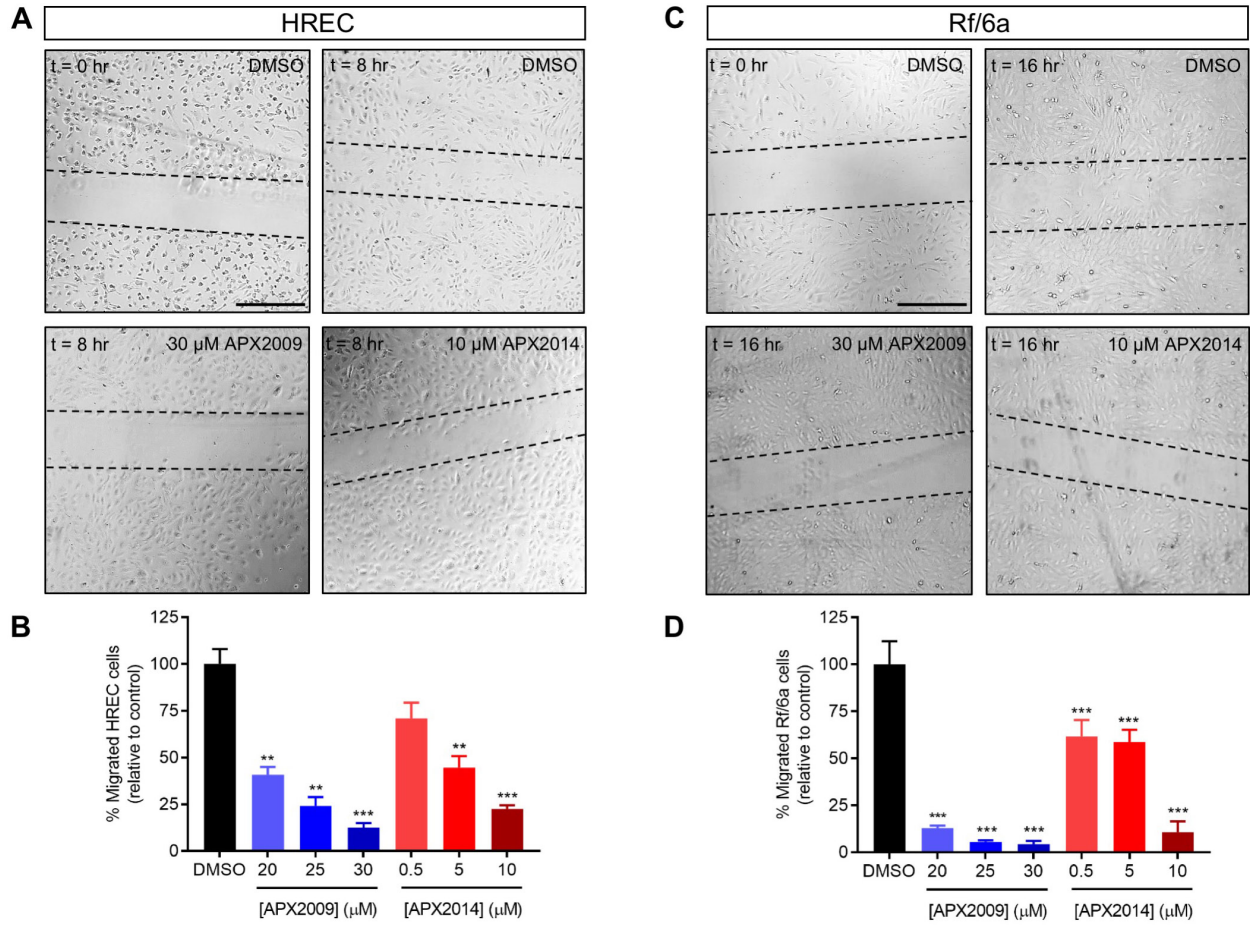 A
HREC
t = 0 hr
DMSO
t = 8 hr
DMSO
t = 8 hr
30 µM APX2009
t = 8 hr
10 µM APX2014
B
% Migrated HREC cells
(relative to control)
125
100
75
50
25
0
**
**
***
**
***
DMSO
20
25
30
0.5
5
10
[APX2009] (µM)
[APX2014] (µM)
C
Rf/6a
t = 0 hr
DMSO
t = 16 hr
DMSO
t = 16 hr
30 µM APX2009
t = 16 hr
10 µM APX2014
D
% Migrated Rf/6a cells
(relative to control)
125
100
75
50
25
0
***
***
***
***
***
***
DMSO
20
25
30
0.5
5
10
[APX2009] (µM)
[APX2014] (µM)